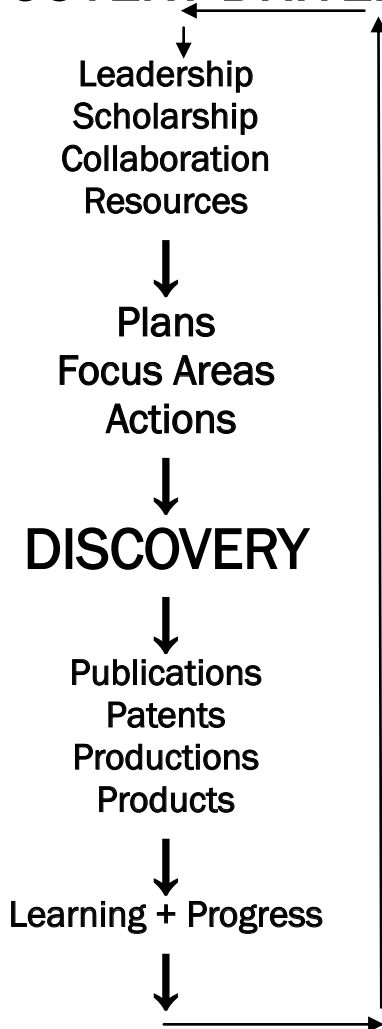 Leadership
Scholarship
Collaboration
Resources
Plans
Focus Areas
Actions
DISCOVERY
Publications
Patents
Productions
Products
Learning + Progress